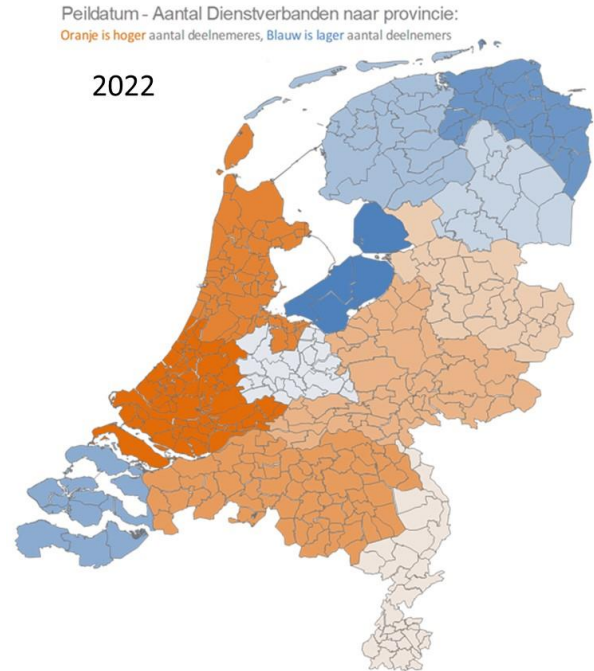 Peildatum - Aantal Dienstverbanden naar provincie:
Oranje is hoger aantal deelnemeres, Blauw is lager aantal deelnemers
2022